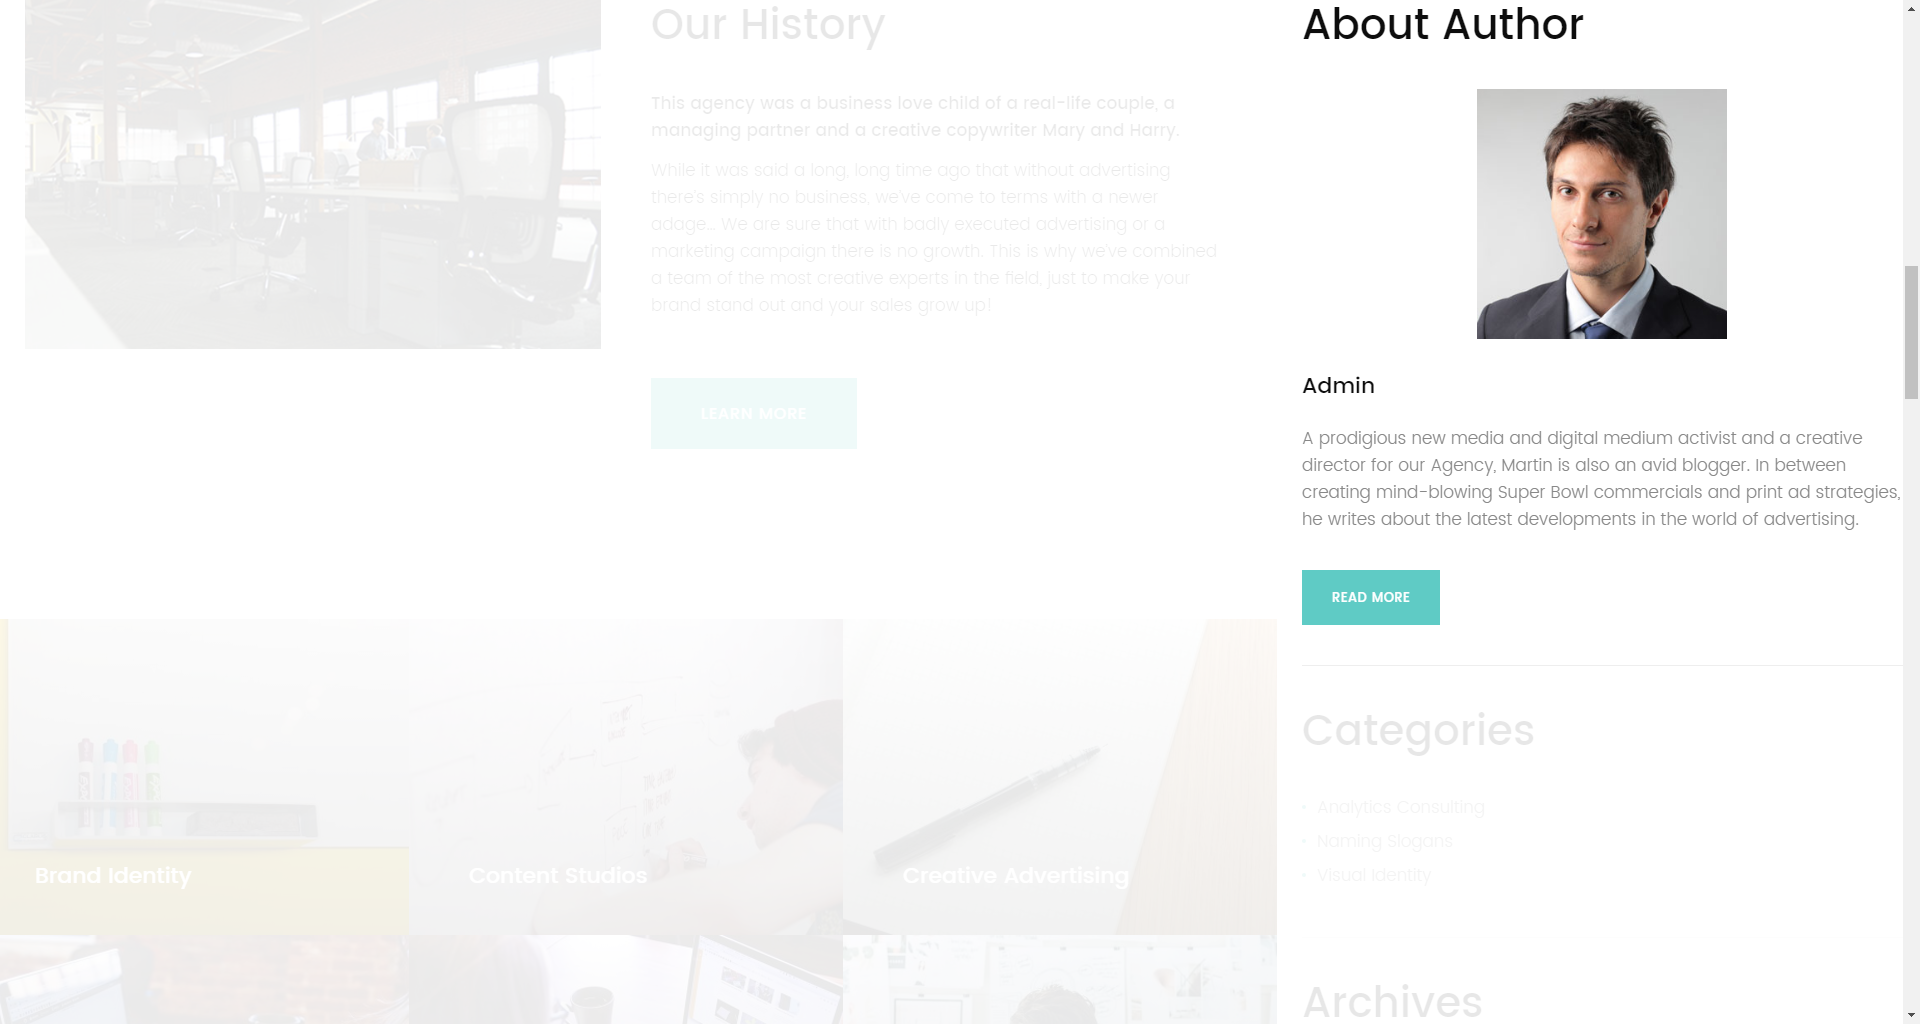 Our History
This agency was a business love child of a real-life couple, a
managing partner and a creative copywriter Mary and Harry.
While it was said a long, long time ago that without advertising
there's simply no business, we've come to terms with a newer
adage... We are sure that with badly executed advertising or a
marketing campaign there is no growth. This is why we've combined
a team of the most creative experts in the field, just to make your
brand stand out and your sales grow up!
LEARN MORE
Brand Identity
Content Studios
Creative Advertising
About Author
Admin
A prodigious new media and digital medium activist and a creative
director for our Agency, Martin is also an avid blogger. In between
creating mind-blowing Super Bowl commercials and print ad strategies,
he writes about the latest developments in the world of advertising.
READ MORE
Categories
Analytics Consulting
Naming Slogans
Visual Identity
Archives